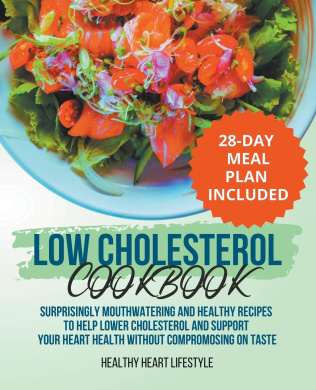 28-DAY
MEAL
PLAN
INCLUDED
LOW CHOLESTEROL
COOKBOOK
SURPRISINGLY MOUTHWATERING AND HEALTHY RECIPES
TO HELP LOWER CHOLESTEROL AND SUPPORT
YOUR HEART HEALTH WITHOUT COMPROMOSING ON TASTE
HEALTHY HEART LIFESTYLE